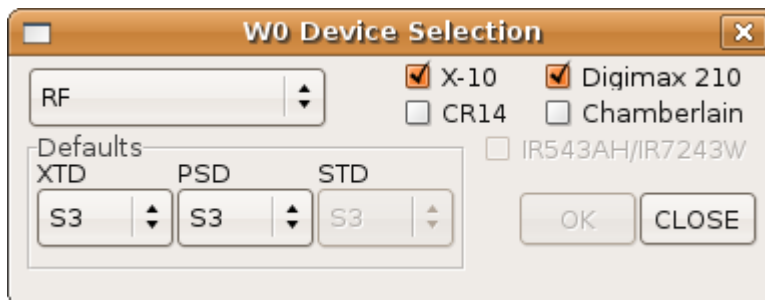 W0 Device Selection
RF
X-10
Digimax 210
CR14
Chamberlain
IR543AH/IR7243W
Defaults
XTD
PSD
STD
S3
S3
S3
OK
CLOSE